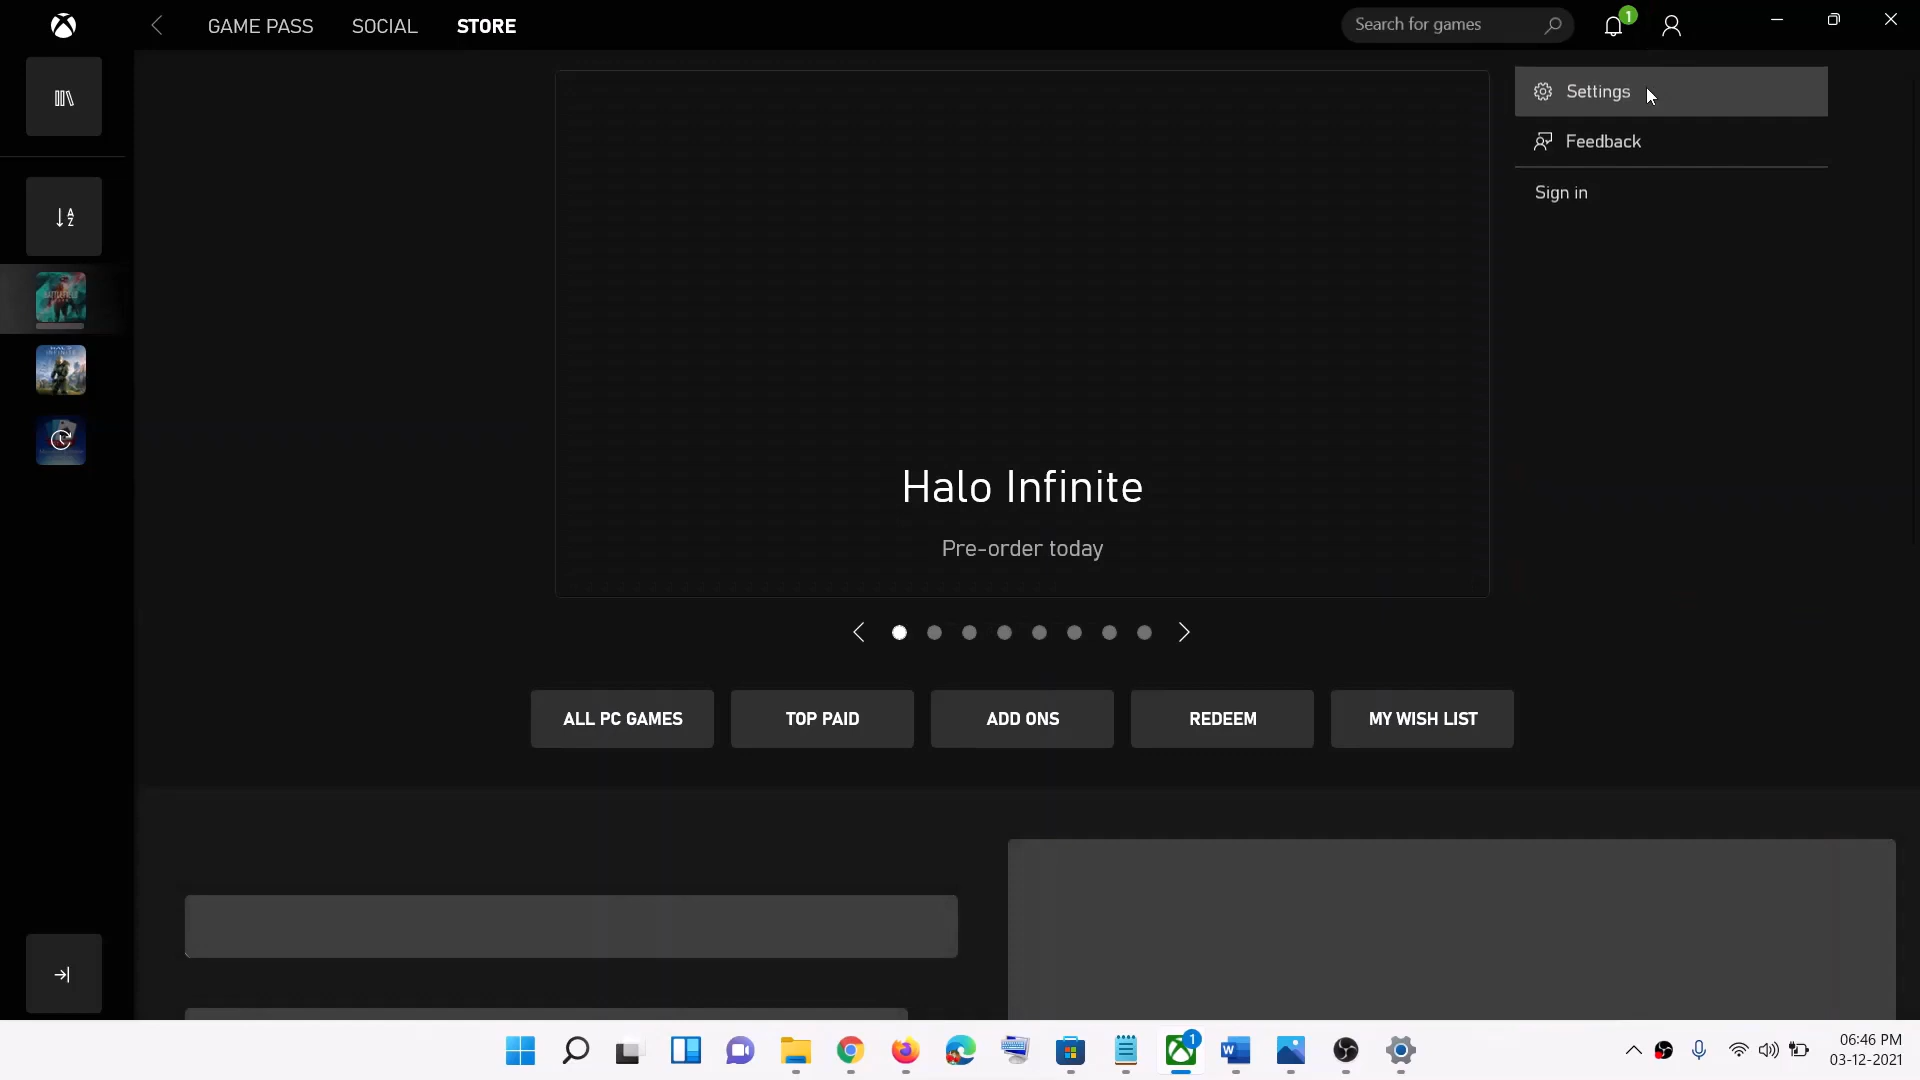 GAME PASS
SOCIAL
STORE
Search for games
1
Settings
Feedback
Sign in
A
Z
Halo Infinite
Pre-order today
ALL PC GAMES
TOP PAID
ADD ONS
REDEEM
MY WISH LIST
1
06:46 PM
03-12-2021